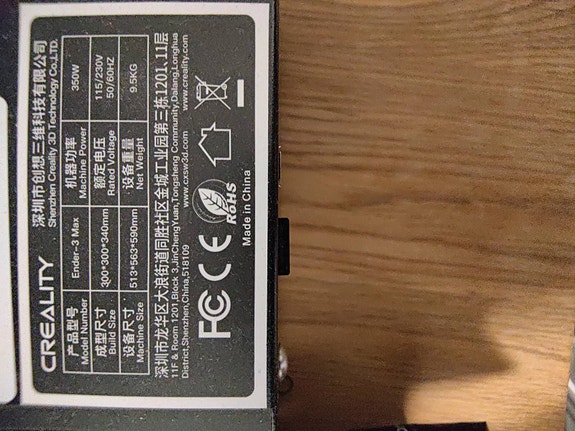 CREALITY
深圳市创想三维科技有限公司
Shenzhen Creality 3D Technology Co.,LTD.
产品型号 Ender-3 Max 机器功率 350W
Model Number Machine Power
成型尺寸 300*300*340mm 额定电压 115/230V
Build Size Rated Voltage 50/60HZ
设备尺寸 513*563*590mm 设备重量 9.5KG
Machine Size Net Weight
深圳市龙华区大浪街道同胜社区金城工业园第三栋1201、11层
11F & Room 1201,Block 3,JinChengYuan,Tongsheng Community,Dalang,Longhua
District,Shenzhen,China,518109 www.cxsw3d.com www.creality.com
FC CE RoHS
Made in China